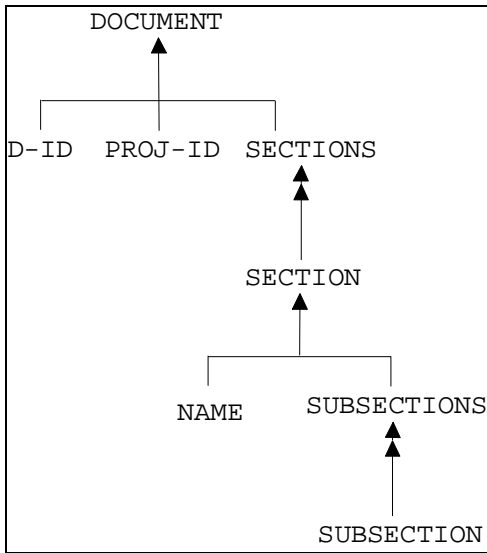 DOCUMENT
D-ID PROJ-ID SECTIONS
SECTION
NAME SUBSECTIONS
SUBSECTION